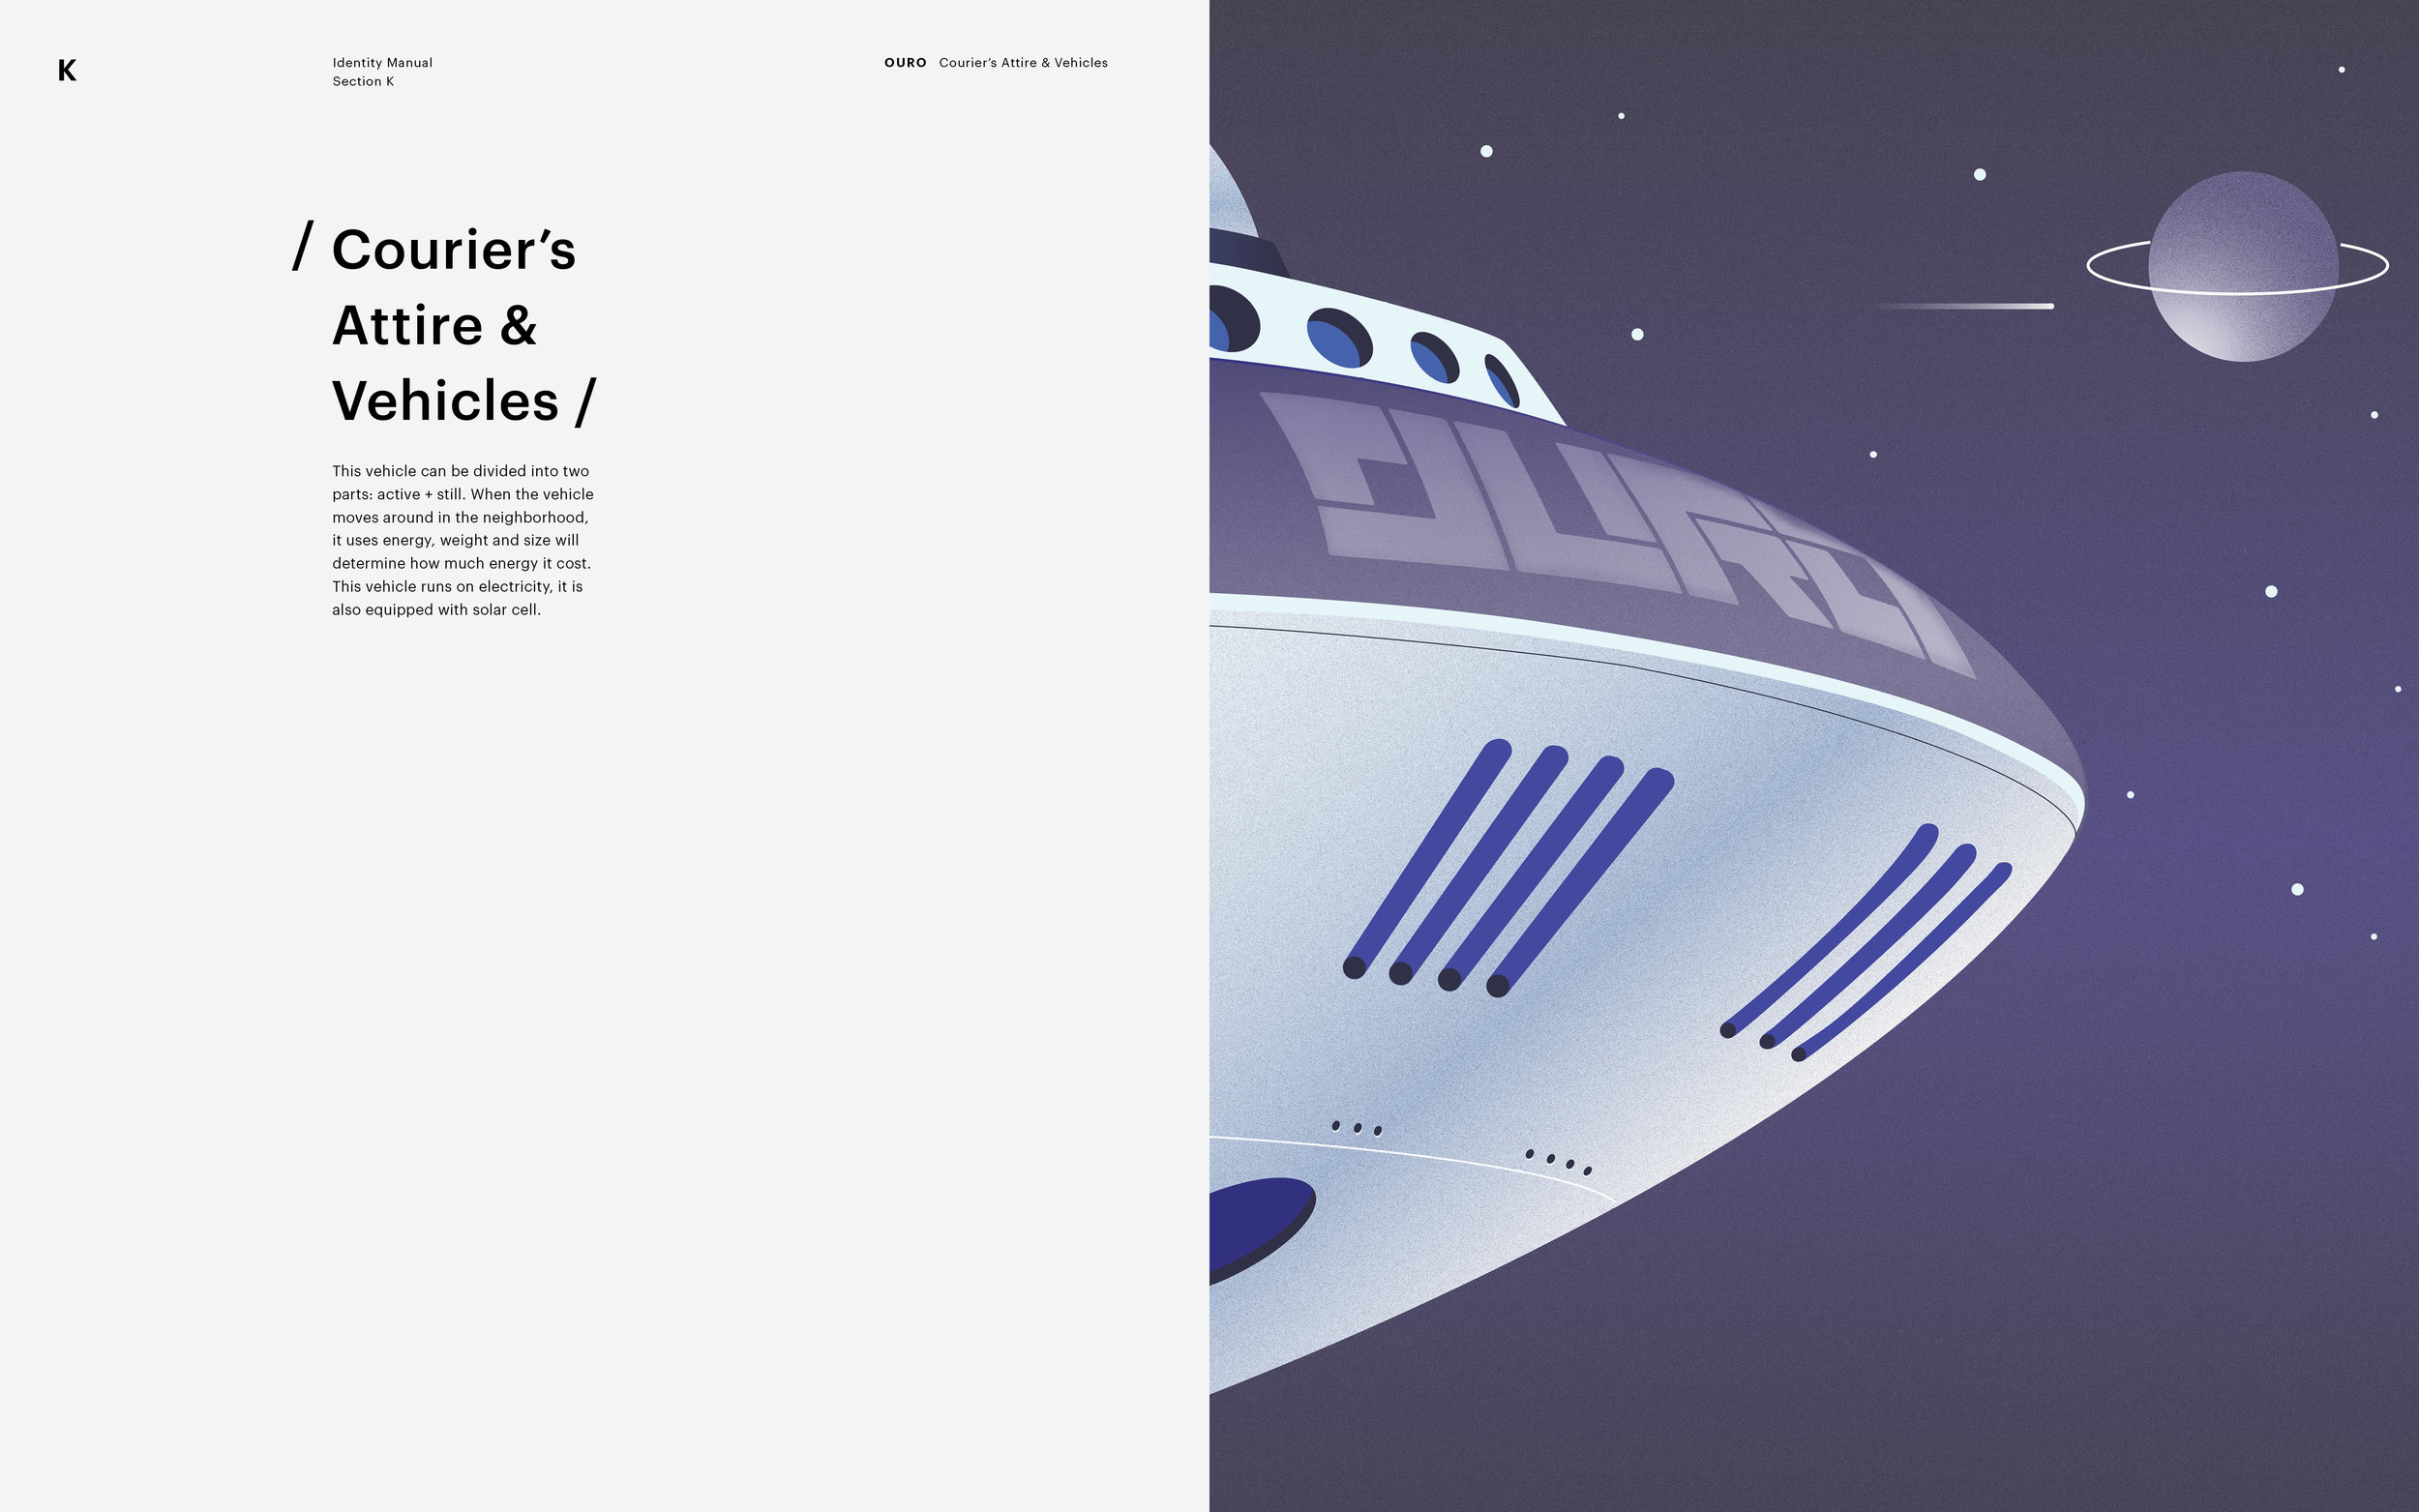 K
Identity Manual
Section K
OURO Courier’s Attire & Vehicles
/ Courier’s
Attire &
Vehicles /
This vehicle can be divided into two
parts: active + still. When the vehicle
moves around in the neighborhood,
it uses energy, weight and size will
determine how much energy it cost.
This vehicle runs on electricity, it is
also equipped with solar cell.
OURO